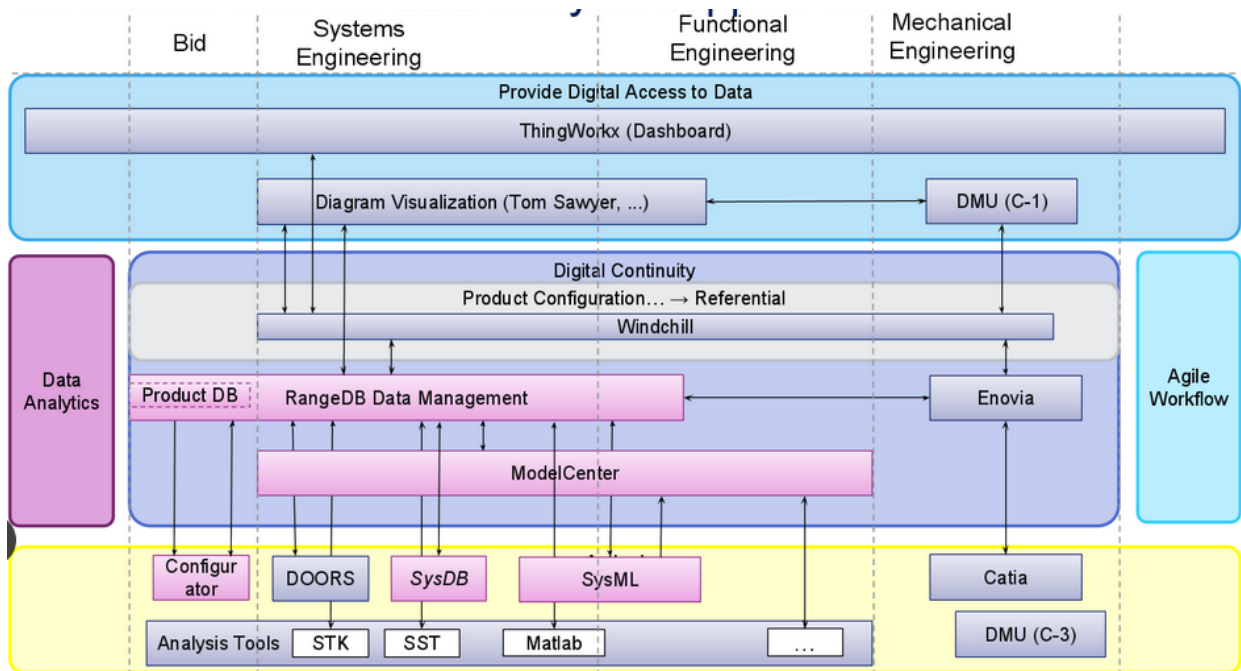 Bid
Systems
Engineering
Functional
Engineering
Mechanical
Engineering
Provide Digital Access to Data
ThingWorkx (Dashboard)
Diagram Visualization (Tom Sawyer, ...)
DMU (C-1)
Digital Continuity
Product Configuration... → Referential
Windchill
Data
Analytics
Product DB
RangeDB Data Management
Enovia
Agile
Workflow
ModelCenter
Configur
ator
DOORS
SysDB
SysML
Catia
Analysis Tools
STK
SST
Matlab
...
DMU (C-3)